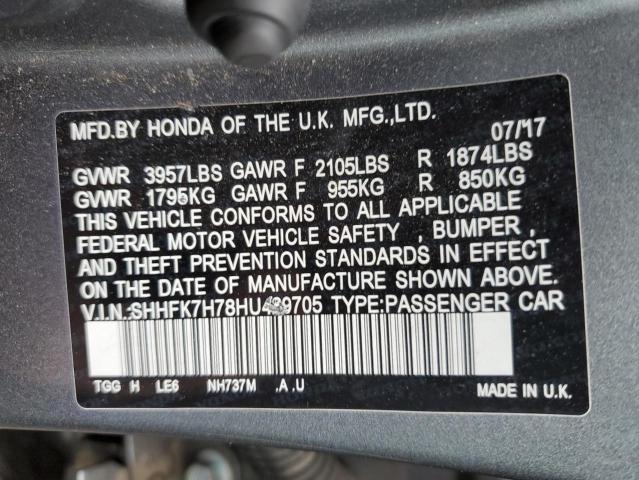 MFD.BY HONDA OF THE U.K. MFG.,LTD. 07/'17
GVWR 3957LBS GAWR F 2105LBS R 1874LBS
GVWR 1795KG GAWR F 955KG R 850KG
THIS VEHICLE CONFORMS TO ALL APPLICABLE
FEDERAL MOTOR VEHICLE SAFETY , BUMPER ,
AND THEFT PREVENTION STANDARDS IN EFFECT
ON THE DATE OF MANUFACTURE SHOWN ABOVE.
V.I.N. TYPE:PASSENGER CAR
TGG H LE6 NH737M .A .U
MADE IN U.K.